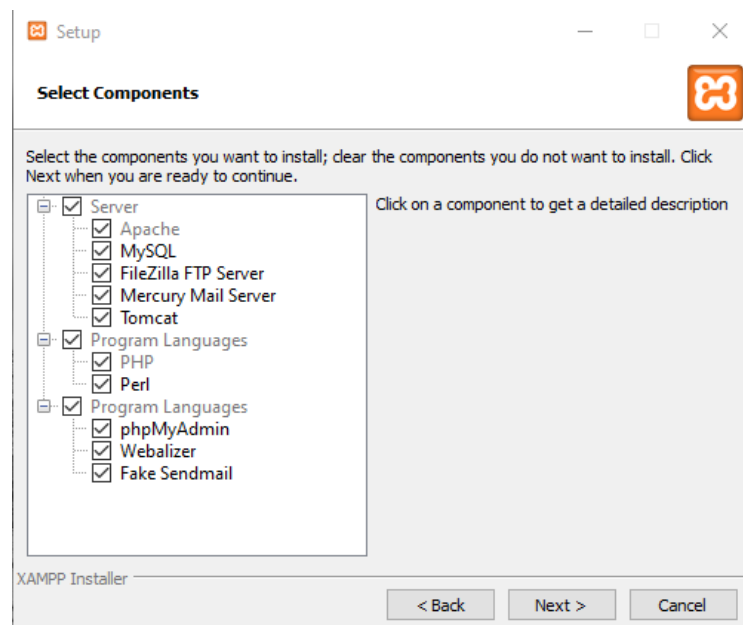 Setup
Select Components
Select the components you want to install; clear the components you do not want to install. Click
Next when you are ready to continue.
Server
Apache
MySQL
FileZilla FTP Server
Mercury Mail Server
Tomcat
Program Languages
PHP
Perl
Program Languages
phpMyAdmin
Webalizer
Fake Sendmail
Click on a component to get a detailed description
XAMPP Installer
< Back
Next >
Cancel